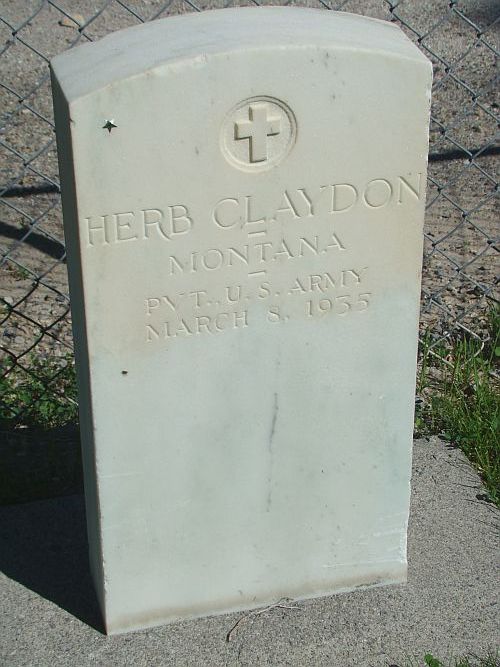 HERB CLAYDON
MONTANA
PVT., U. S. ARMY
MARCH 8, 1935